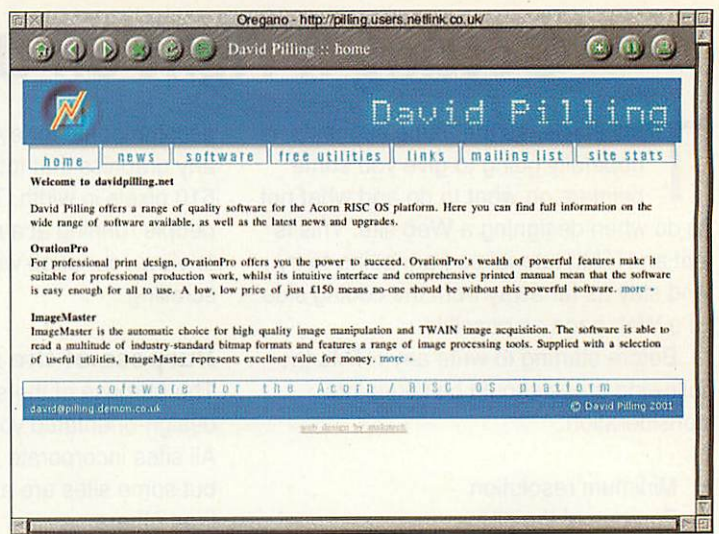 Oregano - http://pilling.users.netlink.co.uk/
David Pilling :: home
David Pilling
home news software free utilities links mailing list site stats
Welcome to davidpilling.net
David Pilling offers a range of quality software for the Acorn RISC OS platform. Here you can find full information on the
wide range of software available, as well as the latest news and upgrades.
OvationPro
For professional print design, OvationPro offers you the power to succeed. OvationPro's wealth of powerful features make it
suitable for professional production work, whilst its intuitive interface and comprehensive printed manual mean that the software
is easy enough for all to use. A low, low price of just £150 means no-one should be without this powerful software. more -
ImageMaster
ImageMaster is the automatic choice for high quality image manipulation and TWAIN image acquisition. The software is able to
read a multitude of industry-standard bitmap formats and features a range of image processing tools. Supplied with a selection
of useful utilities, ImageMaster represents excellent value for money. more -
software for the Acorn / RISC OS platform
david@pilling.demon.co.uk © David Pilling 2001
web design by